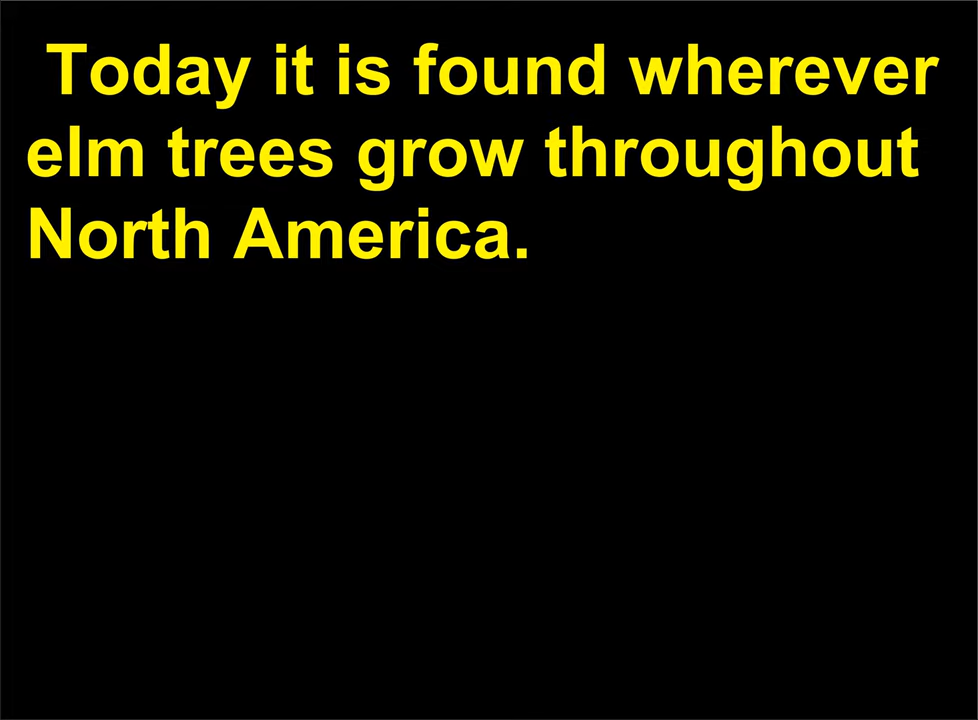 Today it is found wherever
elm trees grow throughout
North America.